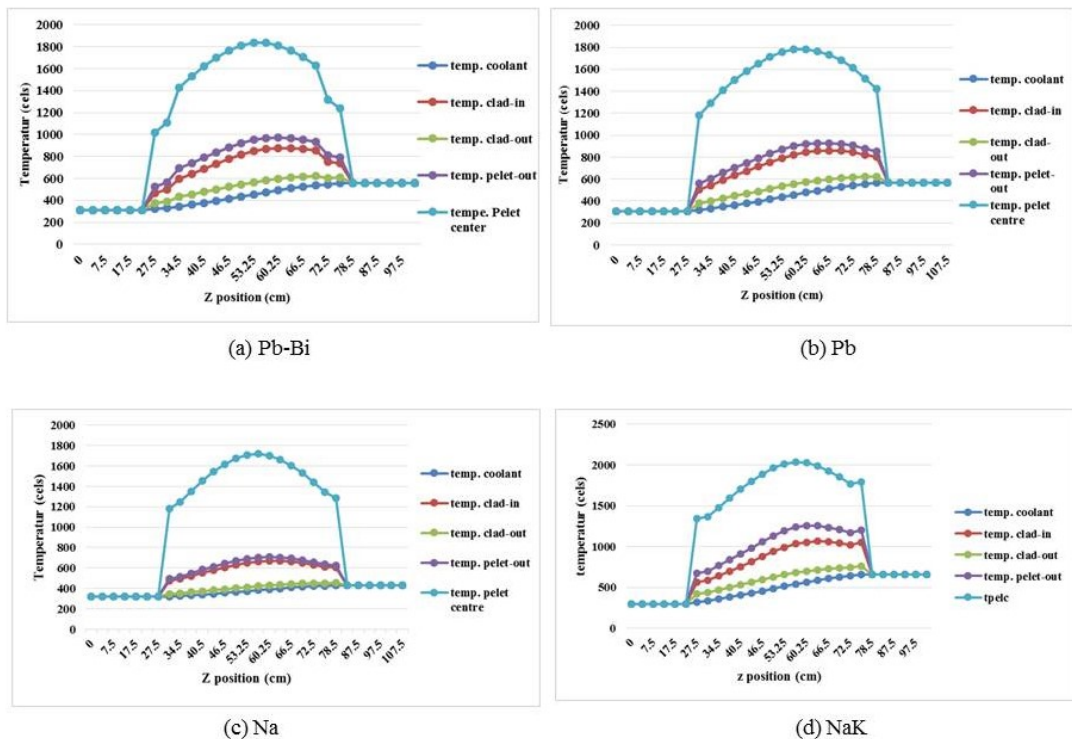 2000
1800
1600
1400
1200
1000
800
600
400
200
0
Temperatur (cels)
0
7.5
17.5
27.5
34.5
40.5
46.5
53.25
60.25
66.5
72.5
78.5
87.5
97.5
Z position (cm)
temp. coolant
temp. clad-in
temp. clad-out
temp. pelet-out
tempe. Pelet
center
(a) Pb-Bi
2000
1800
1600
1400
1200
1000
800
600
400
200
0
Temperatur (cels)
0
7.5
17.5
27.5
34.5
40.5
46.5
53.25
60.25
66.5
72.5
78.5
87.5
97.5
107.5
Z position (cm)
temp. coolant
temp. clad-in
temp. clad-
out
temp. pelet-
out
temp. pelet
centre
(b) Pb
2000
1800
1600
1400
1200
1000
800
600
400
200
0
Temperatur (cels)
0
7.5
17.5
27.5
34.5
40.5
46.5
53.25
60.25
66.5
72.5
78.5
87.5
97.5
107.5
Z position (cm)
temp. coolant
temp. clad-in
temp. clad-out
temp. pelet-out
temp. pelet
centre
(c) Na
2500
2000
1500
1000
500
0
temperatur (cels)
0
7.5
17.5
27.5
34.5
40.5
46.5
53.25
60.25
66.5
72.5
78.5
87.5
97.5
z position (cm)
temp. coolant
temp. clad-in
temp. clad-out
temp. pelet-out
tpelc
(d) NaK